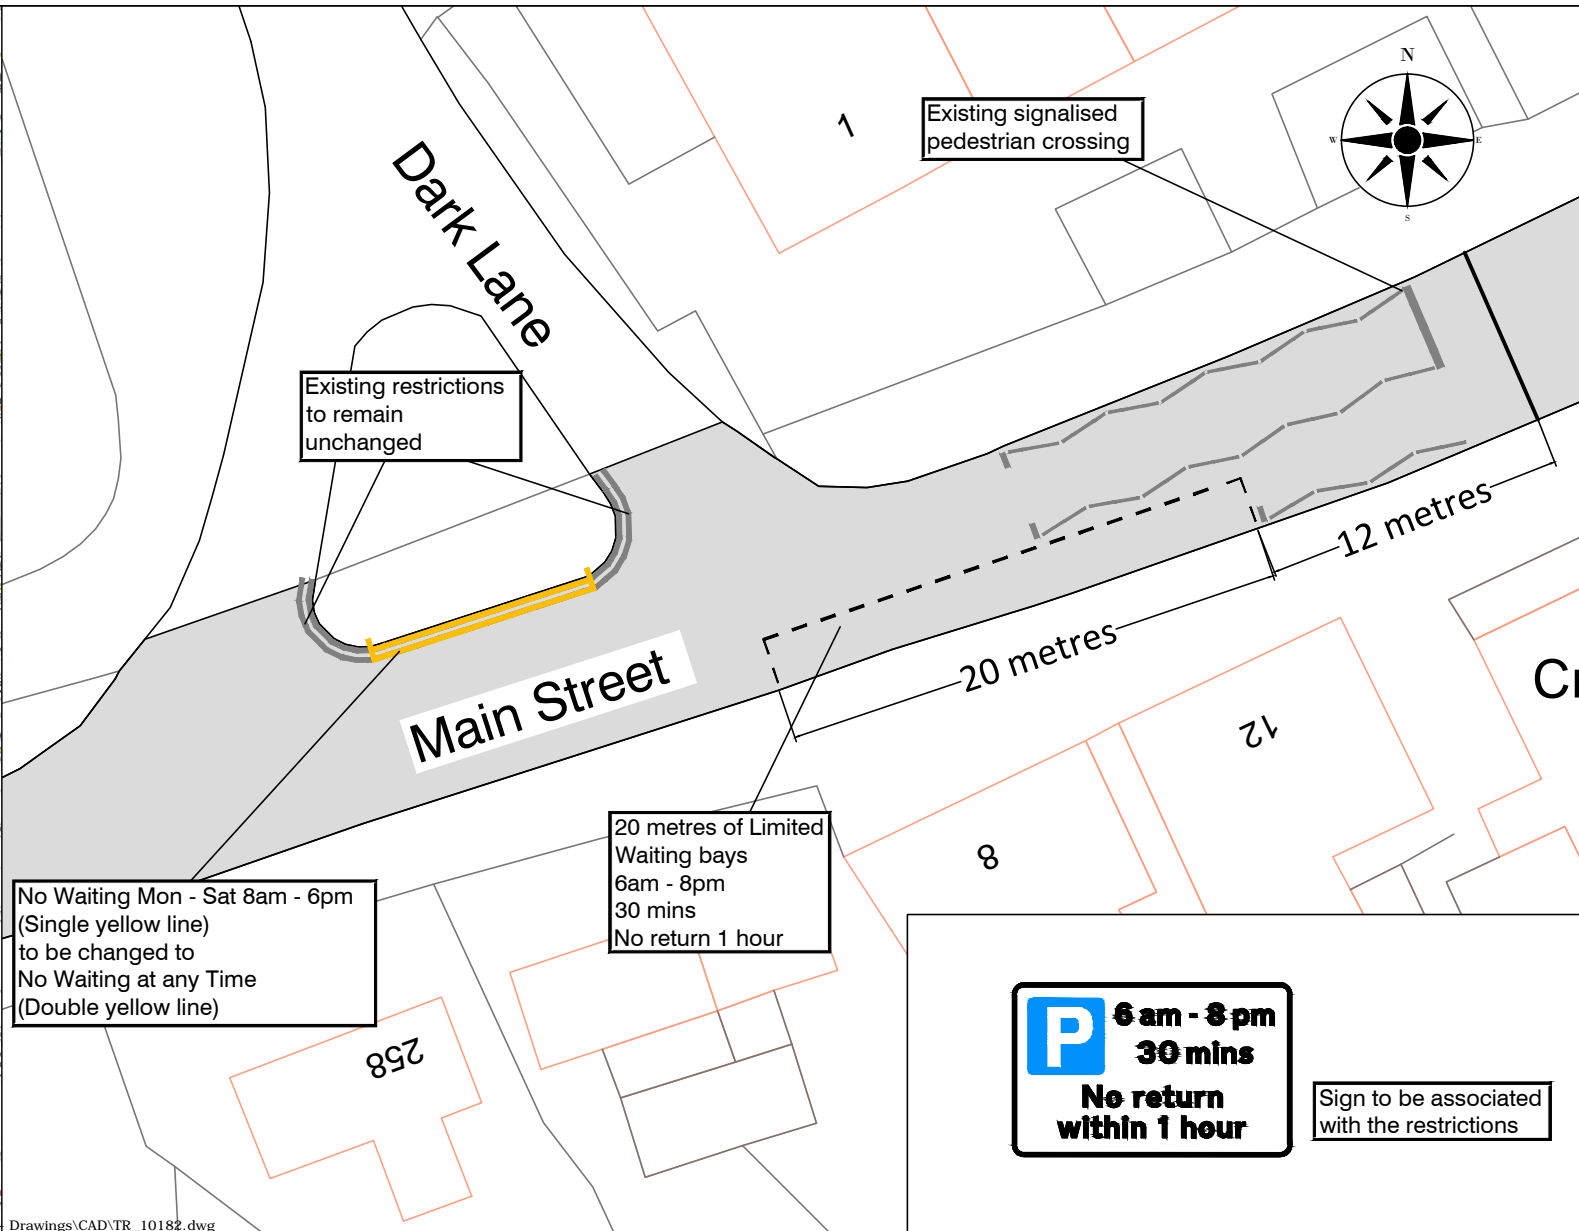 N
W
E
S
1
Existing signalised
pedestrian crossing
Dark Lane
Existing restrictions
to remain
unchanged
12 metres
20 metres
Main Street
12
8
258
20 metres of Limited
Waiting bays
6am - 8pm
30 mins
No return 1 hour
No Waiting Mon - Sat 8am - 6pm
(Single yellow line)
to be changed to
No Waiting at any Time
(Double yellow line)
P 6 am - 8 pm
30 mins
No return
within 1 hour
Sign to be associated
with the restrictions
Drawings\CAD\TR_10182.dwg